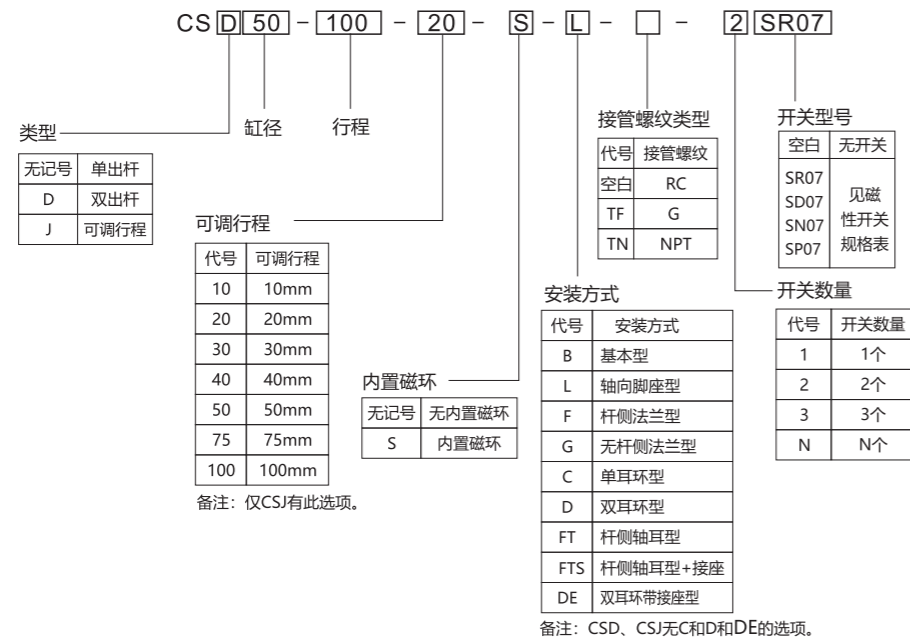 CS D 50 - 100 - 20 - S - L - □ - 2 SR07
类型
无记号 单出杆
D 双出杆
J 可调行程
缸径
行程
可调行程
代号 可调行程
10 10mm
20 20mm
30 30mm
40 40mm
50 50mm
75 75mm
100 100mm
备注：仅CSJ有此选项。
内置磁环
无记号 无内置磁环
S 内置磁环
接管螺纹类型
代号 接管螺纹
空白 RC
TF G
TN NPT
安装方式
代号 安装方式
B 基本型
L 轴向脚座型
F 杆侧法兰型
G 无杆侧法兰型
C 单耳环型
D 双耳环型
FT 杆侧轴耳型
FTS 杆侧轴耳型+接座
DE 双耳环带接座型
备注：CSD、CSJ无C和D和DE的选项。
开关型号
空白 无开关
SR07
SD07
SN07
SP07
见磁
性开关
规格表
开关数量
代号 开关数量
1 1个
2 2个
3 3个
N N个